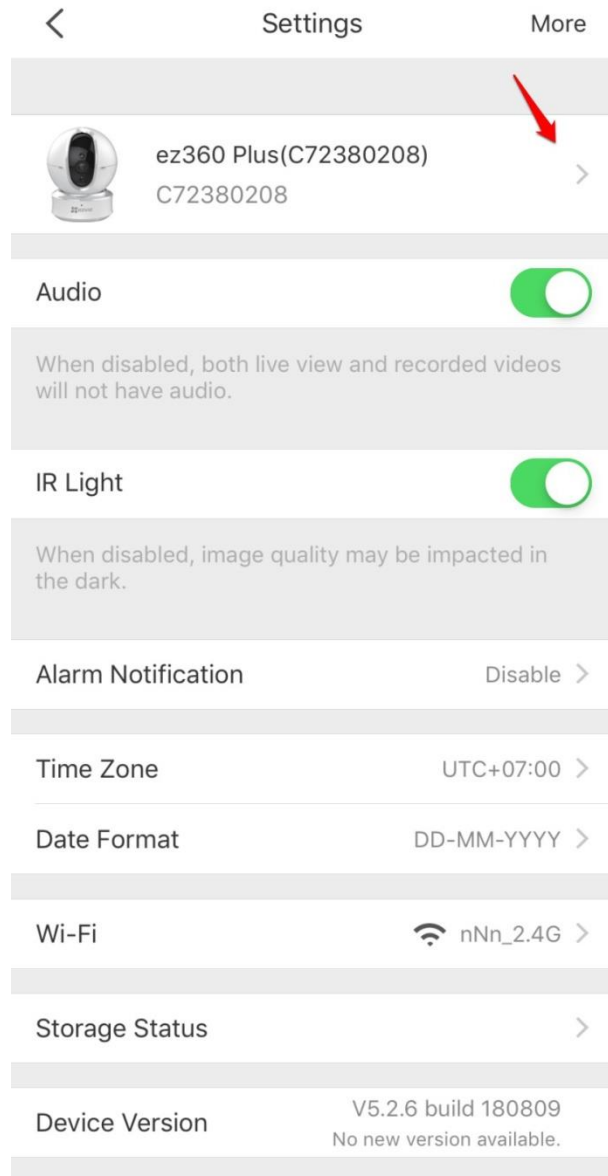 Settings
More
ez360 Plus(C72380208)
C72380208
Audio
When disabled, both live view and recorded videos
will not have audio.
IR Light
When disabled, image quality may be impacted in
the dark.
Alarm Notification
Disable
Time Zone
UTC+07:00
Date Format
DD-MM-YYYY
Wi-Fi
nNn_2.4G
Storage Status
Device Version
V5.2.6 build 180809
No new version available.